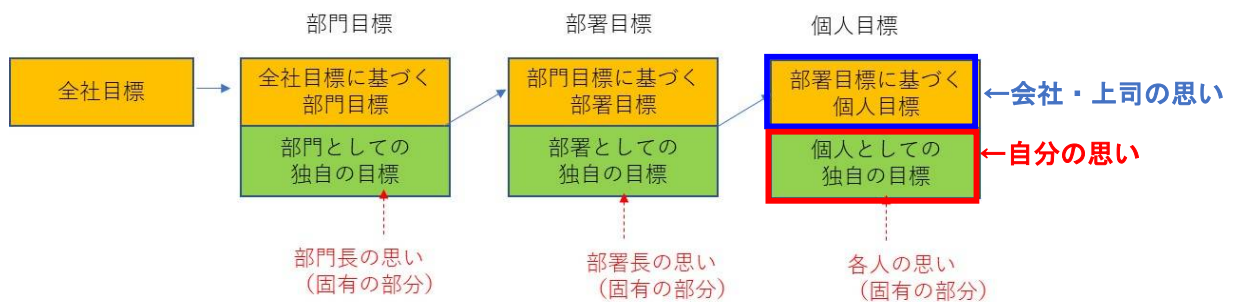 部門目標
部署目標
個人目標
全社目標
全社目標に基づく
部門目標
部門目標に基づく
部署目標
部署目標に基づく
個人目標
←会社・上司の思い
部門としての
独自の目標
部署としての
独自の目標
個人としての
独自の目標
←自分の思い
部門長の思い
（固有の部分）
部署長の思い
（固有の部分）
各人の思い
（固有の部分）